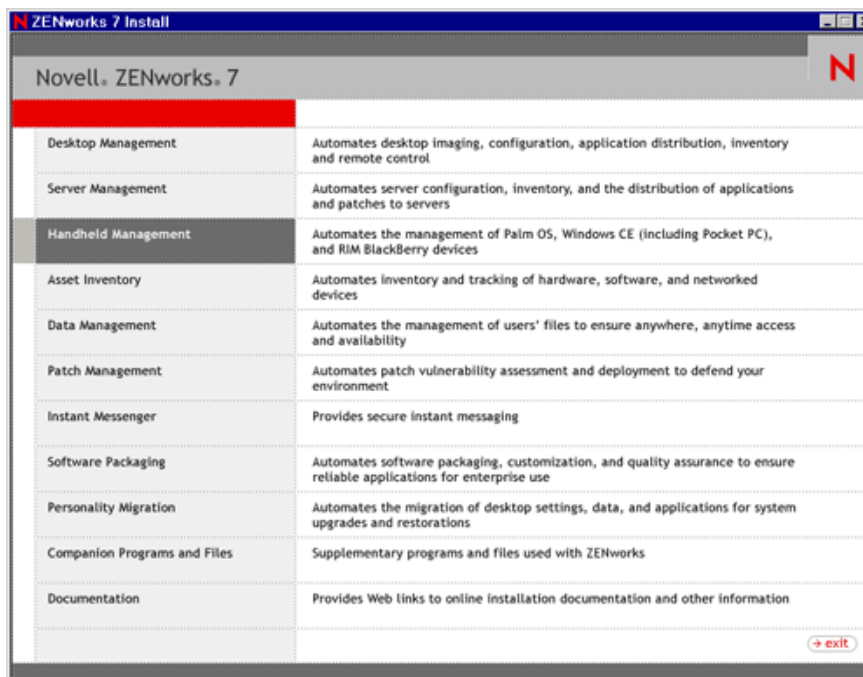 N ZENworks 7 Install
Novell® ZENworks® 7
N
Desktop Management
Automates desktop imaging, configuration, application distribution, inventory
and remote control
Server Management
Automates server configuration, inventory, and the distribution of applications
and patches to servers
Handheld Management
Automates the management of Palm OS, Windows CE (including Pocket PC),
and RIM BlackBerry devices
Asset Inventory
Automates inventory and tracking of hardware, software, and networked
devices
Data Management
Automates the management of users' files to ensure anywhere, anytime access
and availability
Patch Management
Automates patch vulnerability assessment and deployment to defend your
environment
Instant Messenger
Provides secure instant messaging
Software Packaging
Automates software packaging, customization, and quality assurance to ensure
reliable applications for enterprise use
Personality Migration
Automates the migration of desktop settings, data, and applications for system
upgrades and restorations
Companion Programs and Files
Supplementary programs and files used with ZENworks
Documentation
Provides Web links to online installation documentation and other information
→ exit